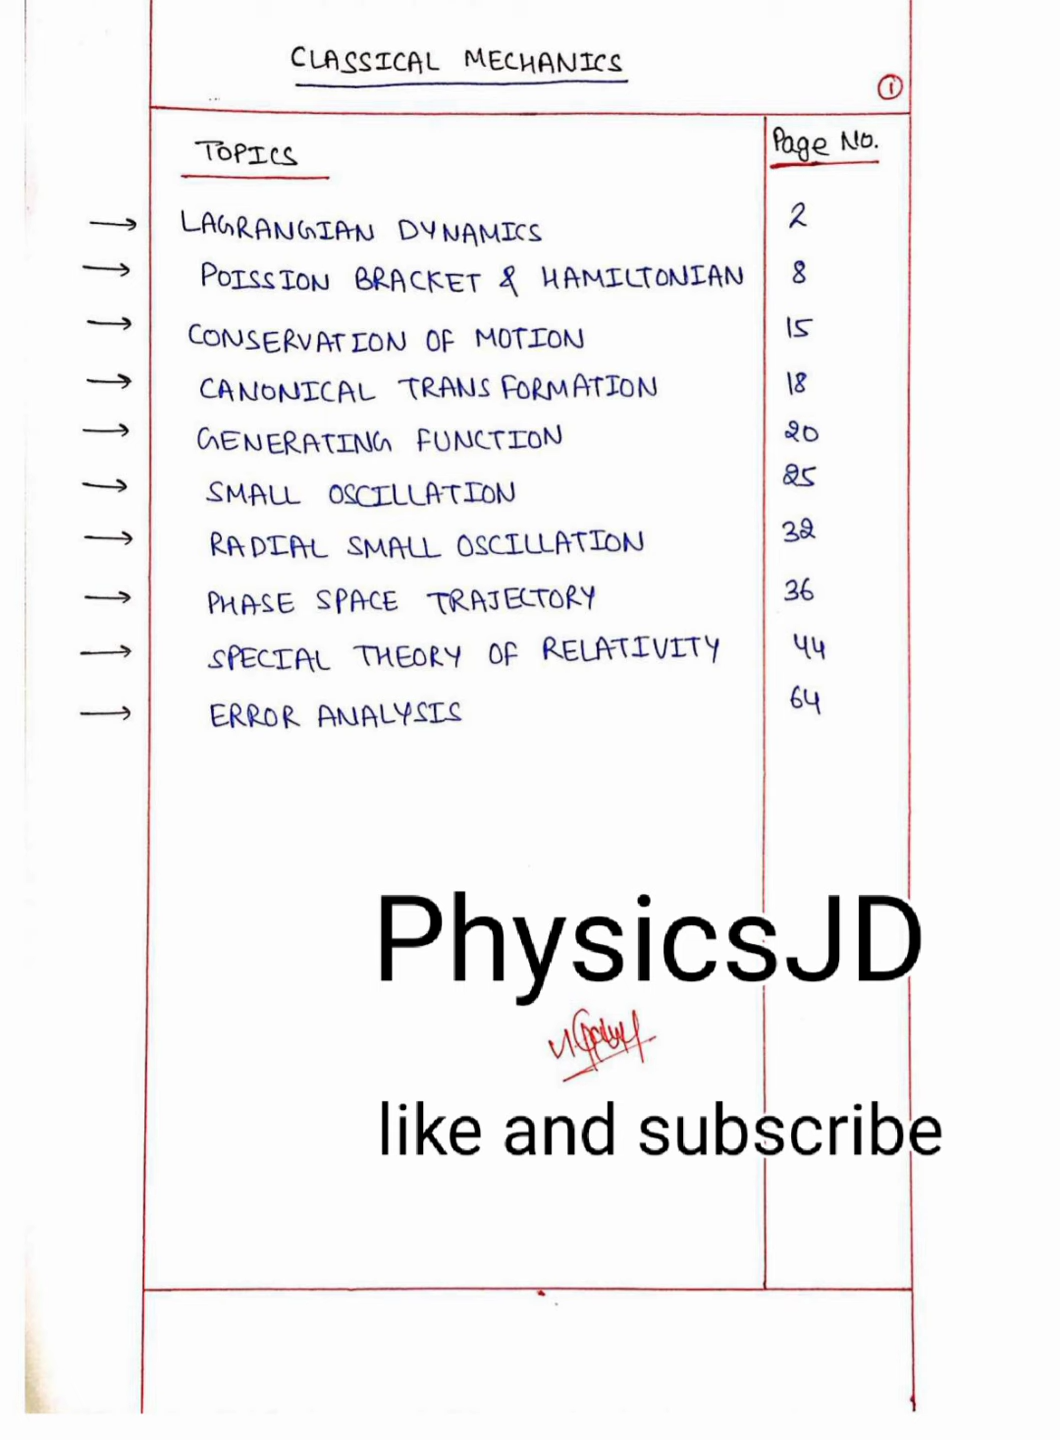 CLASSICAL MECHANICS
1
TOPICS Page No.
→ LAGRANGIAN DYNAMICS 2
→ POISSION BRACKET & HAMILTONIAN 8
→ CONSERVATION OF MOTION 15
→ CANONICAL TRANSFORMATION 18
→ GENERATING FUNCTION 20
→ SMALL OSCILLATION 25
→ RADIAL SMALL OSCILLATION 32
→ PHASE SPACE TRAJECTORY 36
→ SPECIAL THEORY OF RELATIVITY 44
→ ERROR ANALYSIS 64
PhysicsJD
like and subscribe